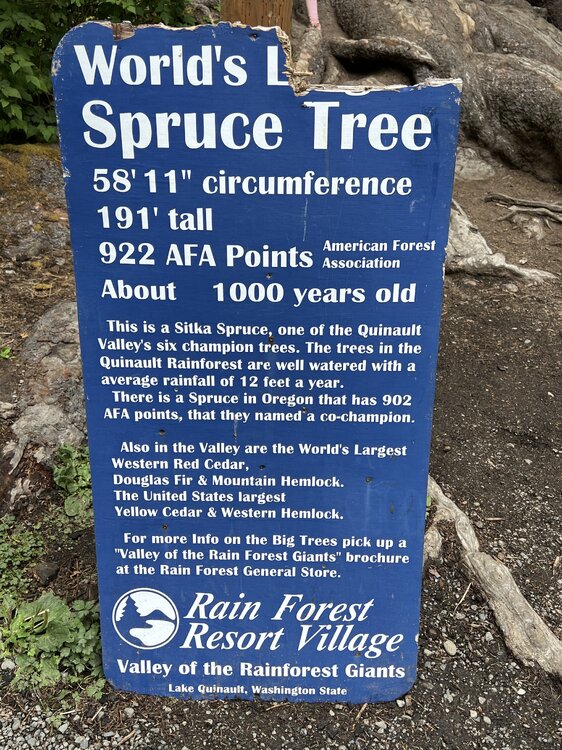 World's L
Spruce Tree
58' 11" circumference
191' tall
922 AFA Points American Forest Association
About 1000 years old
This is a Sitka Spruce, one of the Quinault
Valley's six champion trees. The trees in the
Quinault Rainforest are well watered with a
average rainfall of 12 feet a year.
There is a Spruce in Oregon that has 902
AFA points, that they named a co-champion.
Also in the Valley are the World's Largest
Western Red Cedar,
Douglas Fir & Mountain Hemlock.
The United States largest
Yellow Cedar & Western Hemlock.
For more Info on the Big Trees pick up a
"Valley of the Rain Forest Giants" brochure
at the Rain Forest General Store.
Rain Forest
Resort Village
Valley of the Rainforest Giants
Lake Quinault, Washington State